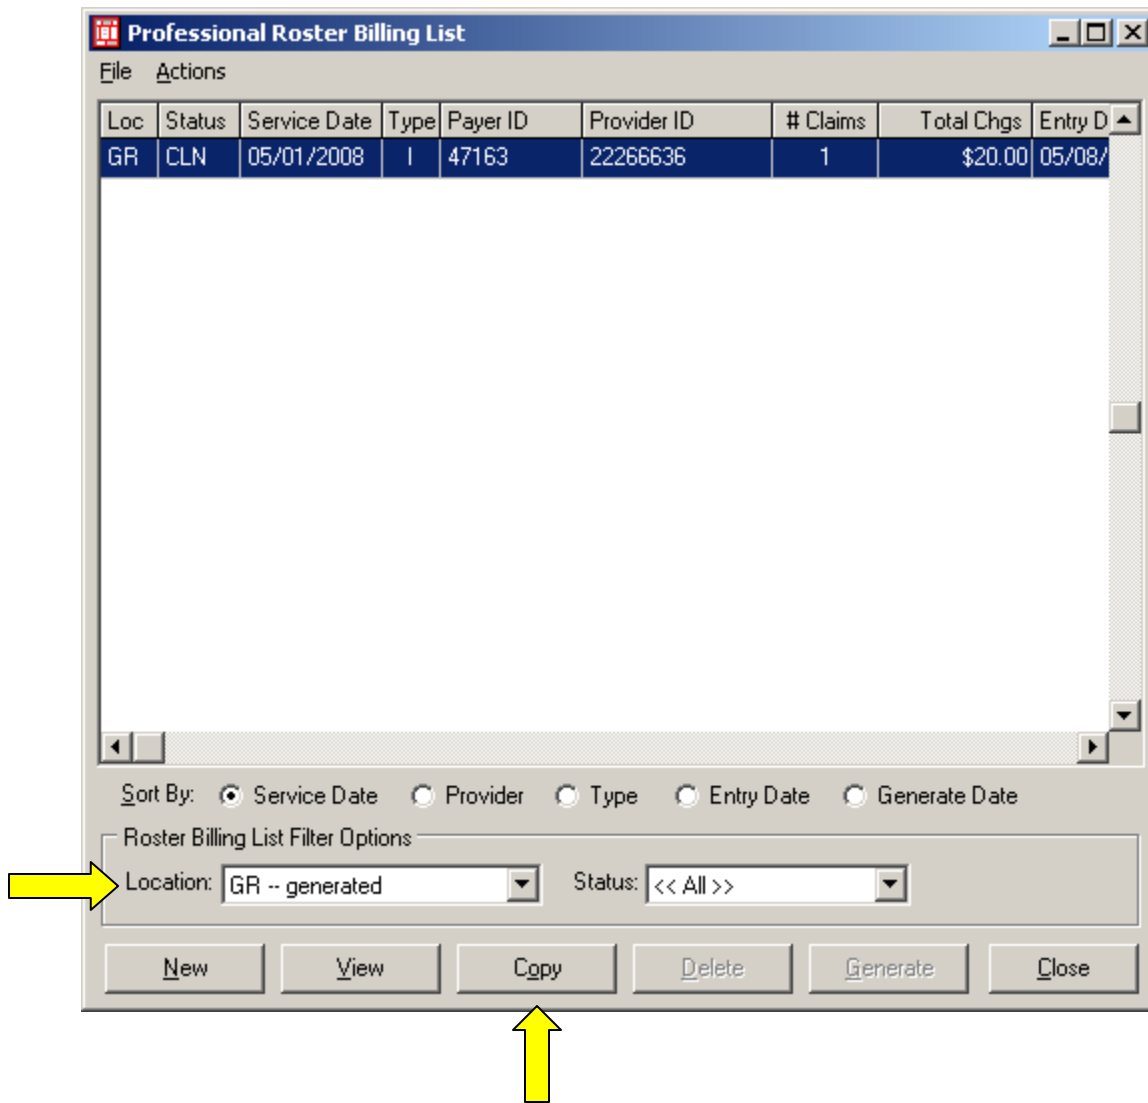 Professional Roster Billing List
File Actions
Loc Status Service Date Type Payer ID Provider ID # Claims Total Chgs Entry D
GR CLN 05/01/2008 I 47163 22266636 1 $20.00 05/08/
Sort By: Service Date Provider Type Entry Date Generate Date
Roster Billing List Filter Options
Location: GR -- generated Status: << All >>
New View Copy Delete Generate Close